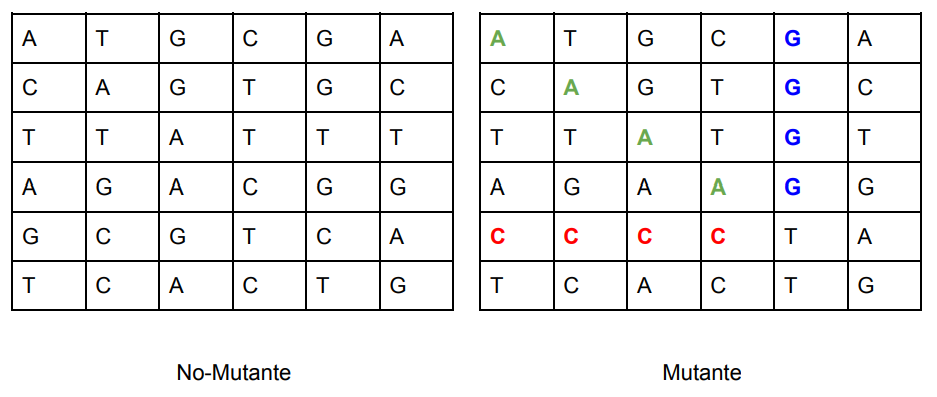 A T G C G A
C A G T G C
T T A T T T
A G A C G G
G C G T C A
T C A C T G
No-Mutante
A T G C G A
C A G T G C
T T A T G T
A G A A G G
C C C C T A
T C A C T G
Mutante